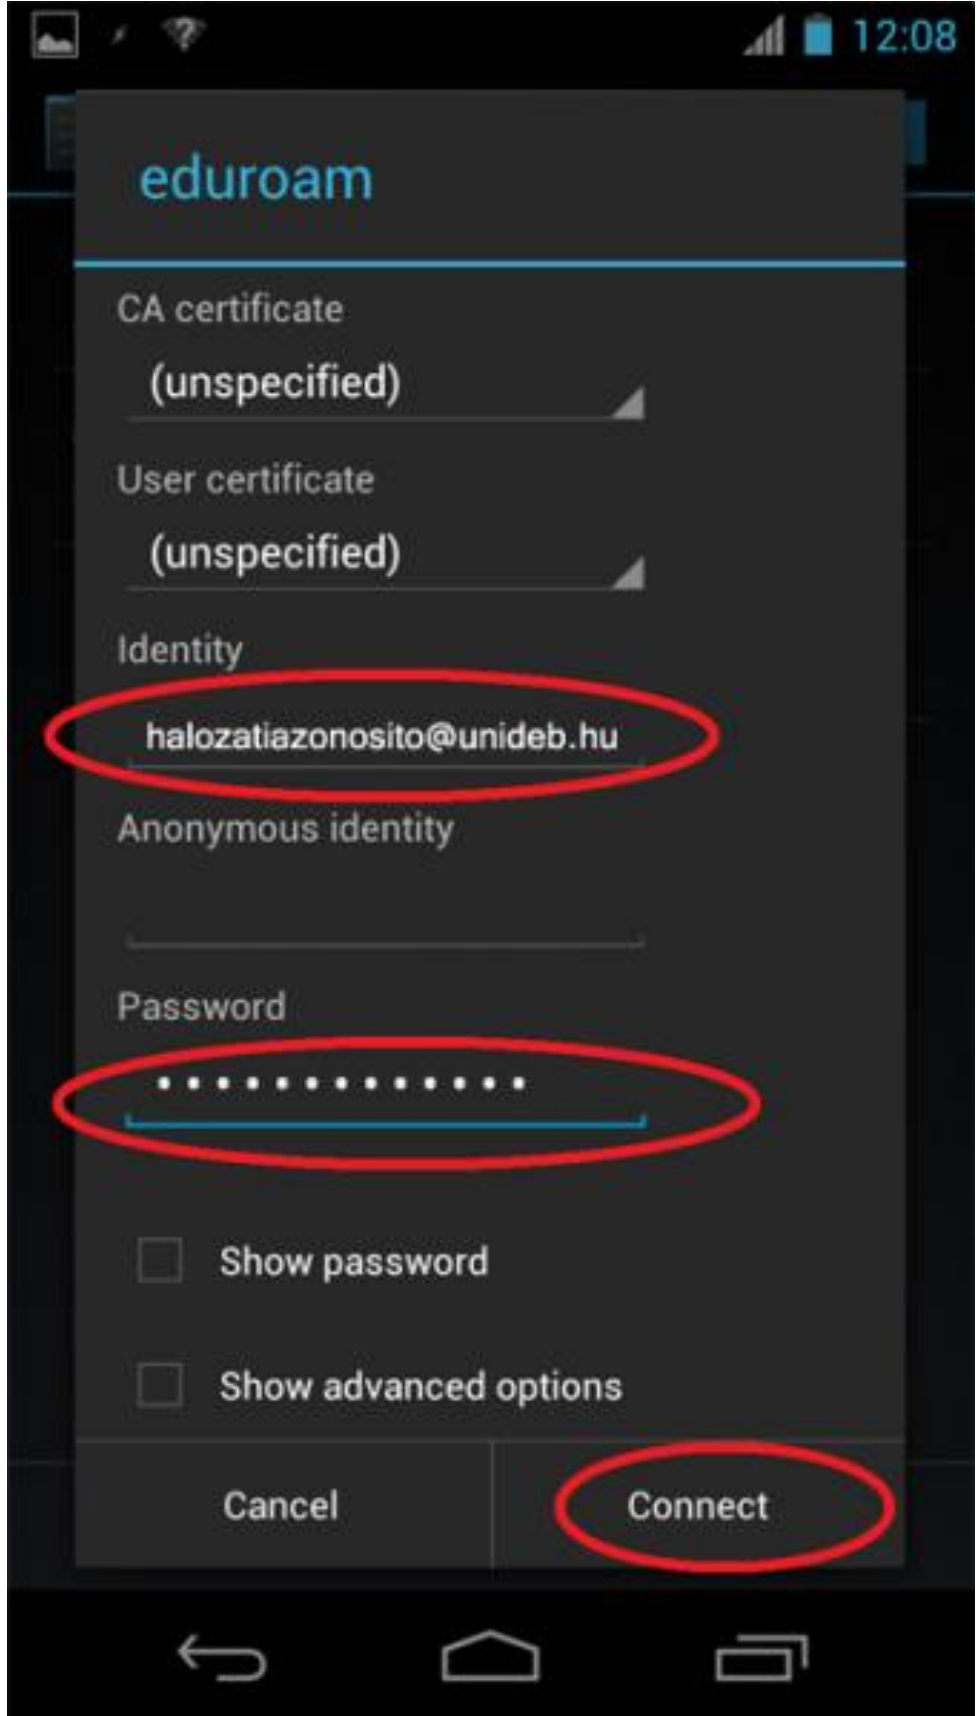 12:08
eduroam
CA certificate
(unspecified)
User certificate
(unspecified)
Identity
halozatiazonosito@unideb.hu
Anonymous identity
Password
•••••••••••••
Show password
Show advanced options
Cancel
Connect